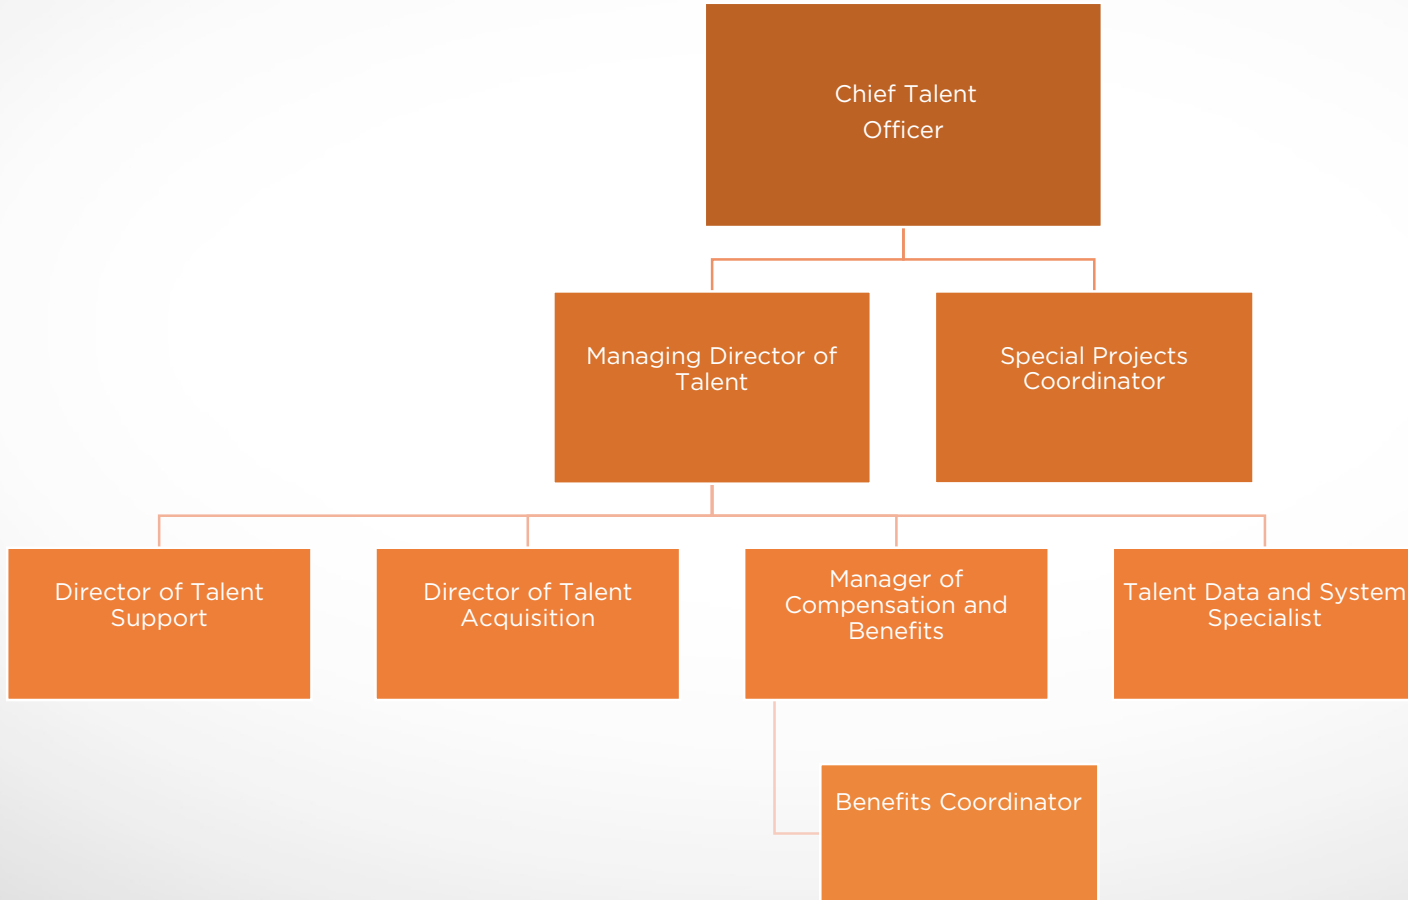 Chief Talent
Officer
Managing Director of
Talent
Special Projects
Coordinator
Director of Talent
Support
Director of Talent
Acquisition
Manager of
Compensation and
Benefits
Talent Data and System
Specialist
Benefits Coordinator